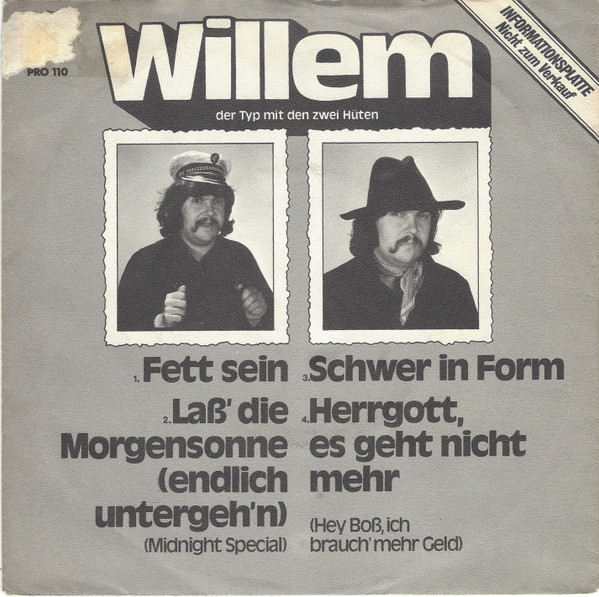 PRO 110
Willem
der Typ mit den zwei Hüten
INFORMATIONSPLATTE
Nicht zum Verkauf
1. Fett sein
2. Laß' die
Morgensonne
(endlich
untergeh'n)
(Midnight Special)
3. Schwer in Form
4. Herrgott,
es geht nicht
mehr
(Hey Boß, ich
brauch' mehr Geld)